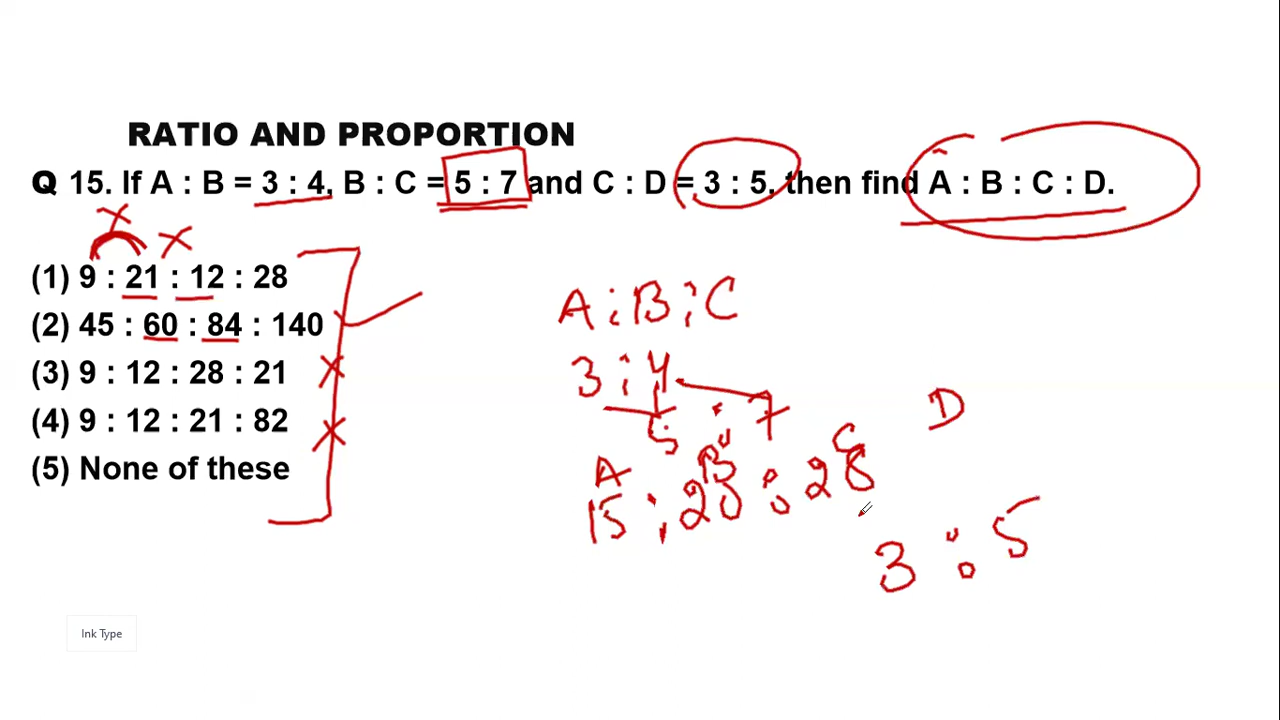 RATIO AND PROPORTION
Q 15. If A : B = 3 : 4, B : C = 5 : 7 and C : D = 3 : 5, then find A : B : C : D.
(1) 9 : 21 : 12 : 28
(2) 45 : 60 : 84 : 140
(3) 9 : 12 : 28 : 21
(4) 9 : 12 : 21 : 82
(5) None of these
A : B : C
3 : 4
5 : 7
A B C D
15 : 20 : 28
3 : 5
Ink Type